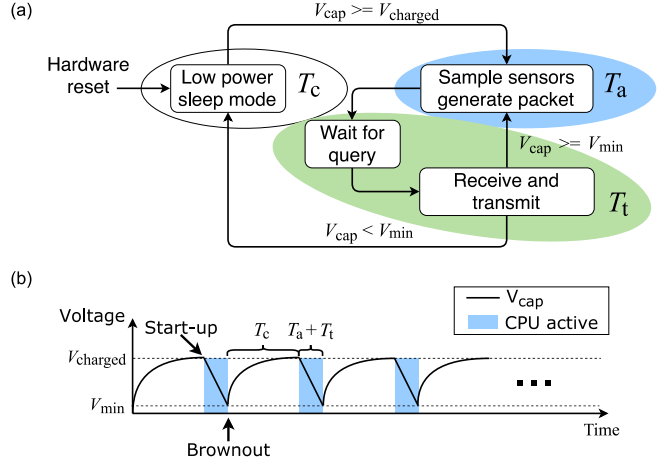 (a)
V_cap >= V_charged
Hardware
reset
Low power
sleep mode
T_c
Sample sensors
generate packet
T_a
Wait for
query
V_cap >= V_min
Receive and
transmit
T_t
V_cap < V_min
(b)
Voltage
Start-up
T_c
T_a + T_t
V_cap
CPU active
V_charged
V_min
Brownout
Time